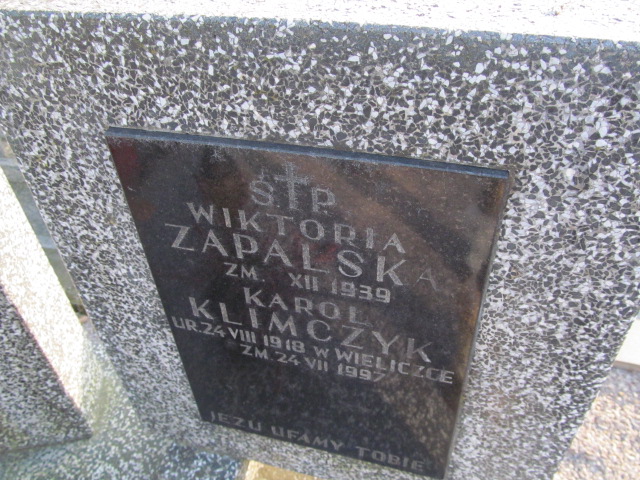 Ś P
WIKTORIA
ZAPALSKA
ZM. XII 1939
KAROL
KLIMCZYK
UR. 24 VIII 1918 W WIELICZCE
ZM. 24 VII 1997
JEZU UFAMY TOBIE